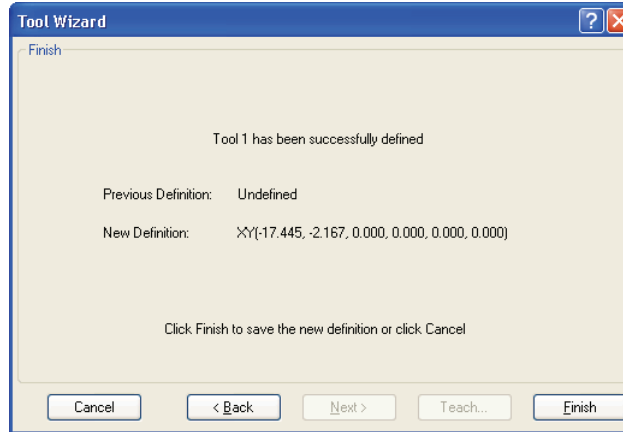 Tool Wizard
Finish
Tool 1 has been successfully defined
Previous Definition: Undefined
New Definition: XY(-17.445, -2.167, 0.000, 0.000, 0.000, 0.000)
Click Finish to save the new definition or click Cancel
Cancel < Back Next > Teach... Finish